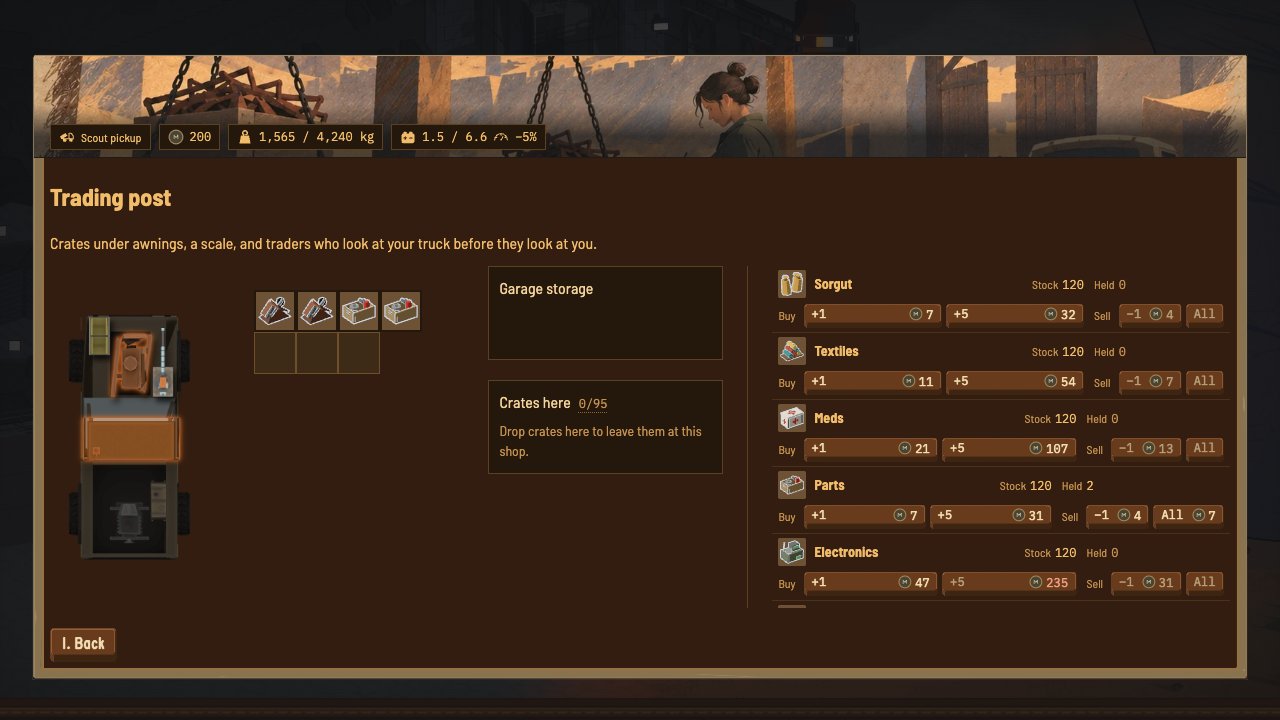 Scout pickup
200
1,565 / 4,240 kg
1.5 / 6.6 -5%
Trading post
Crates under awnings, a scale, and traders who look at your truck before they look at you.
Garage storage
Crates here 0/95
Drop crates here to leave them at this
shop.
Sorgut Stock 120 Held 0
Buy +1 M 7 +5 M 32 Sell -1 M 4 All
Textiles Stock 120 Held 0
Buy +1 M 11 +5 M 54 Sell -1 M 7 All
Meds Stock 120 Held 0
Buy +1 M 21 +5 M 107 Sell -1 M 13 All
Parts Stock 120 Held 2
Buy +1 M 7 +5 M 31 Sell -1 M 4 All M 7
Electronics Stock 120 Held 0
Buy +1 M 47 +5 M 235 Sell -1 M 31 All
1. Back